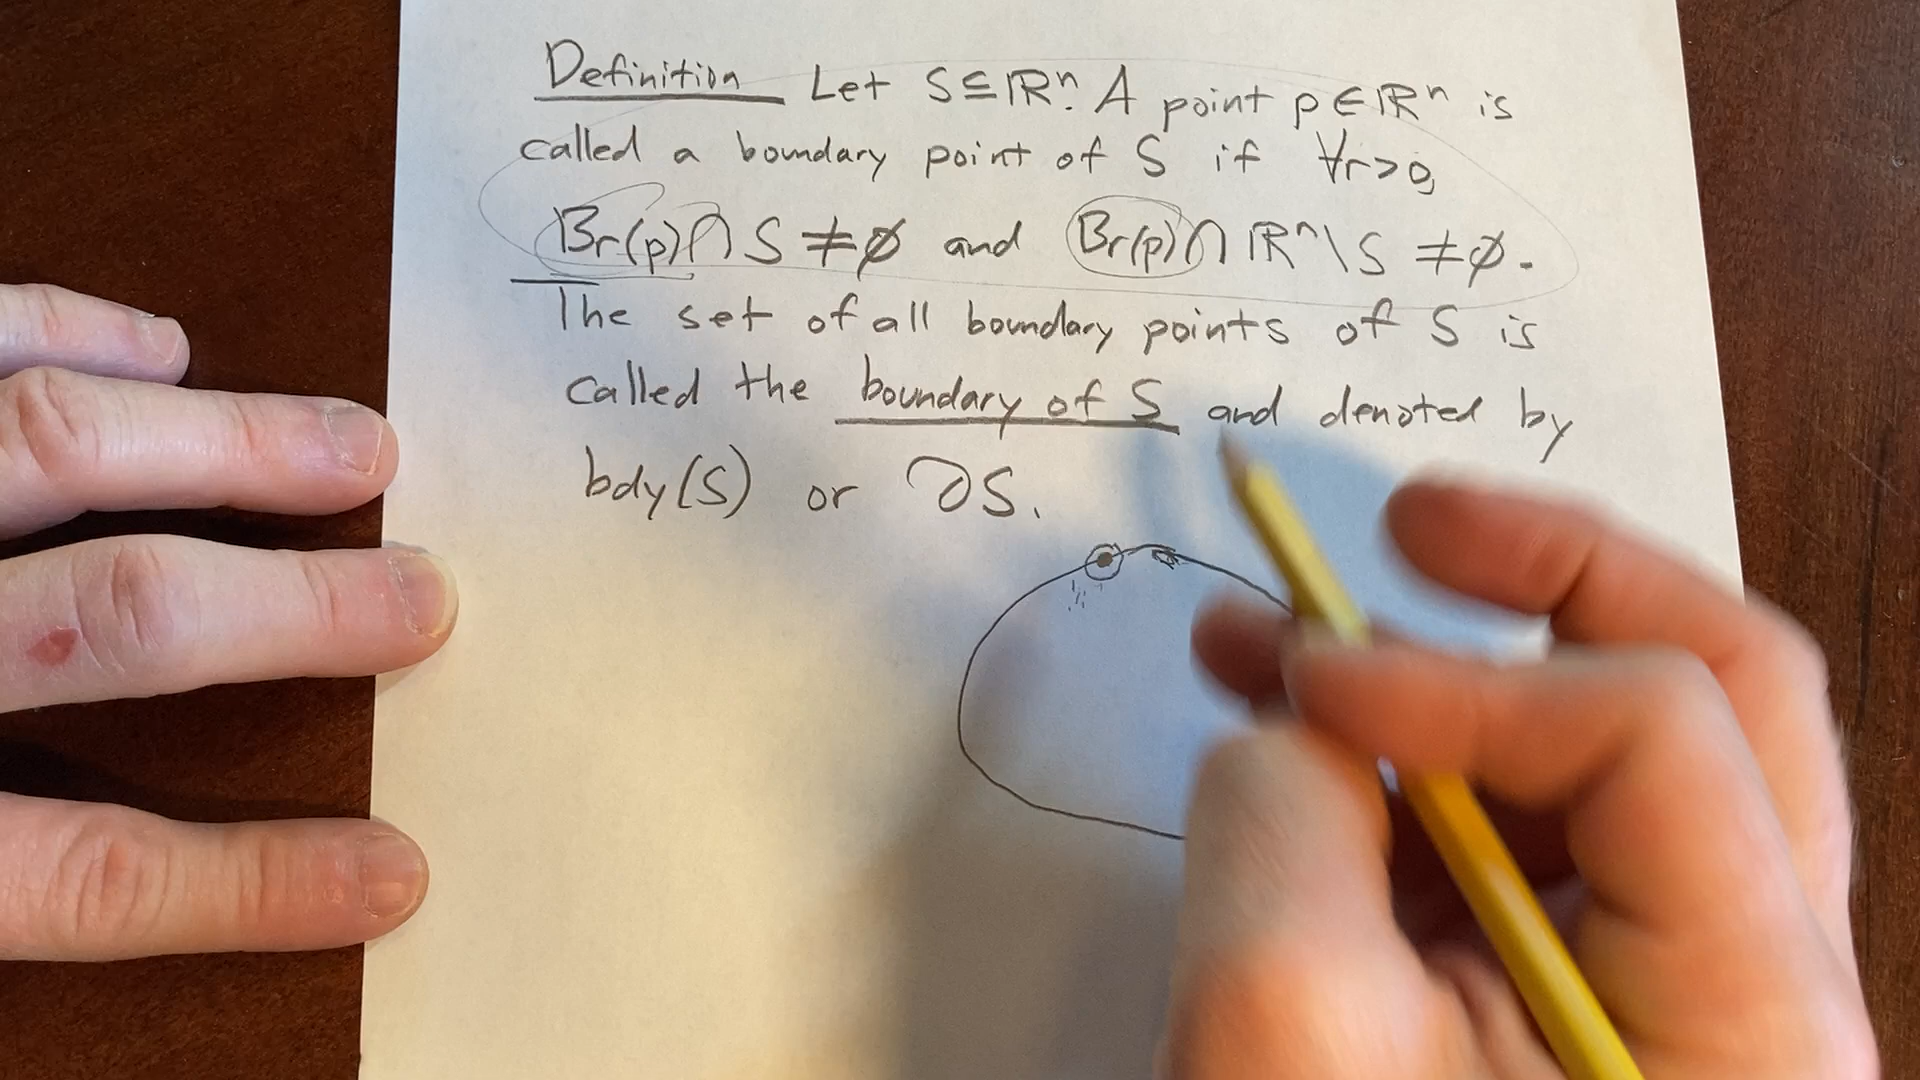 Definition Let S⊆ℝⁿ. A point p∈ℝⁿ is
called a boundary point of S if ∀r>0,
Br(p)∩S≠∅ and Br(p)∩ℝⁿ\S ≠∅.
The set of all boundary points of S is
called the boundary of S and denoted by
bdy(S) or ∂S.